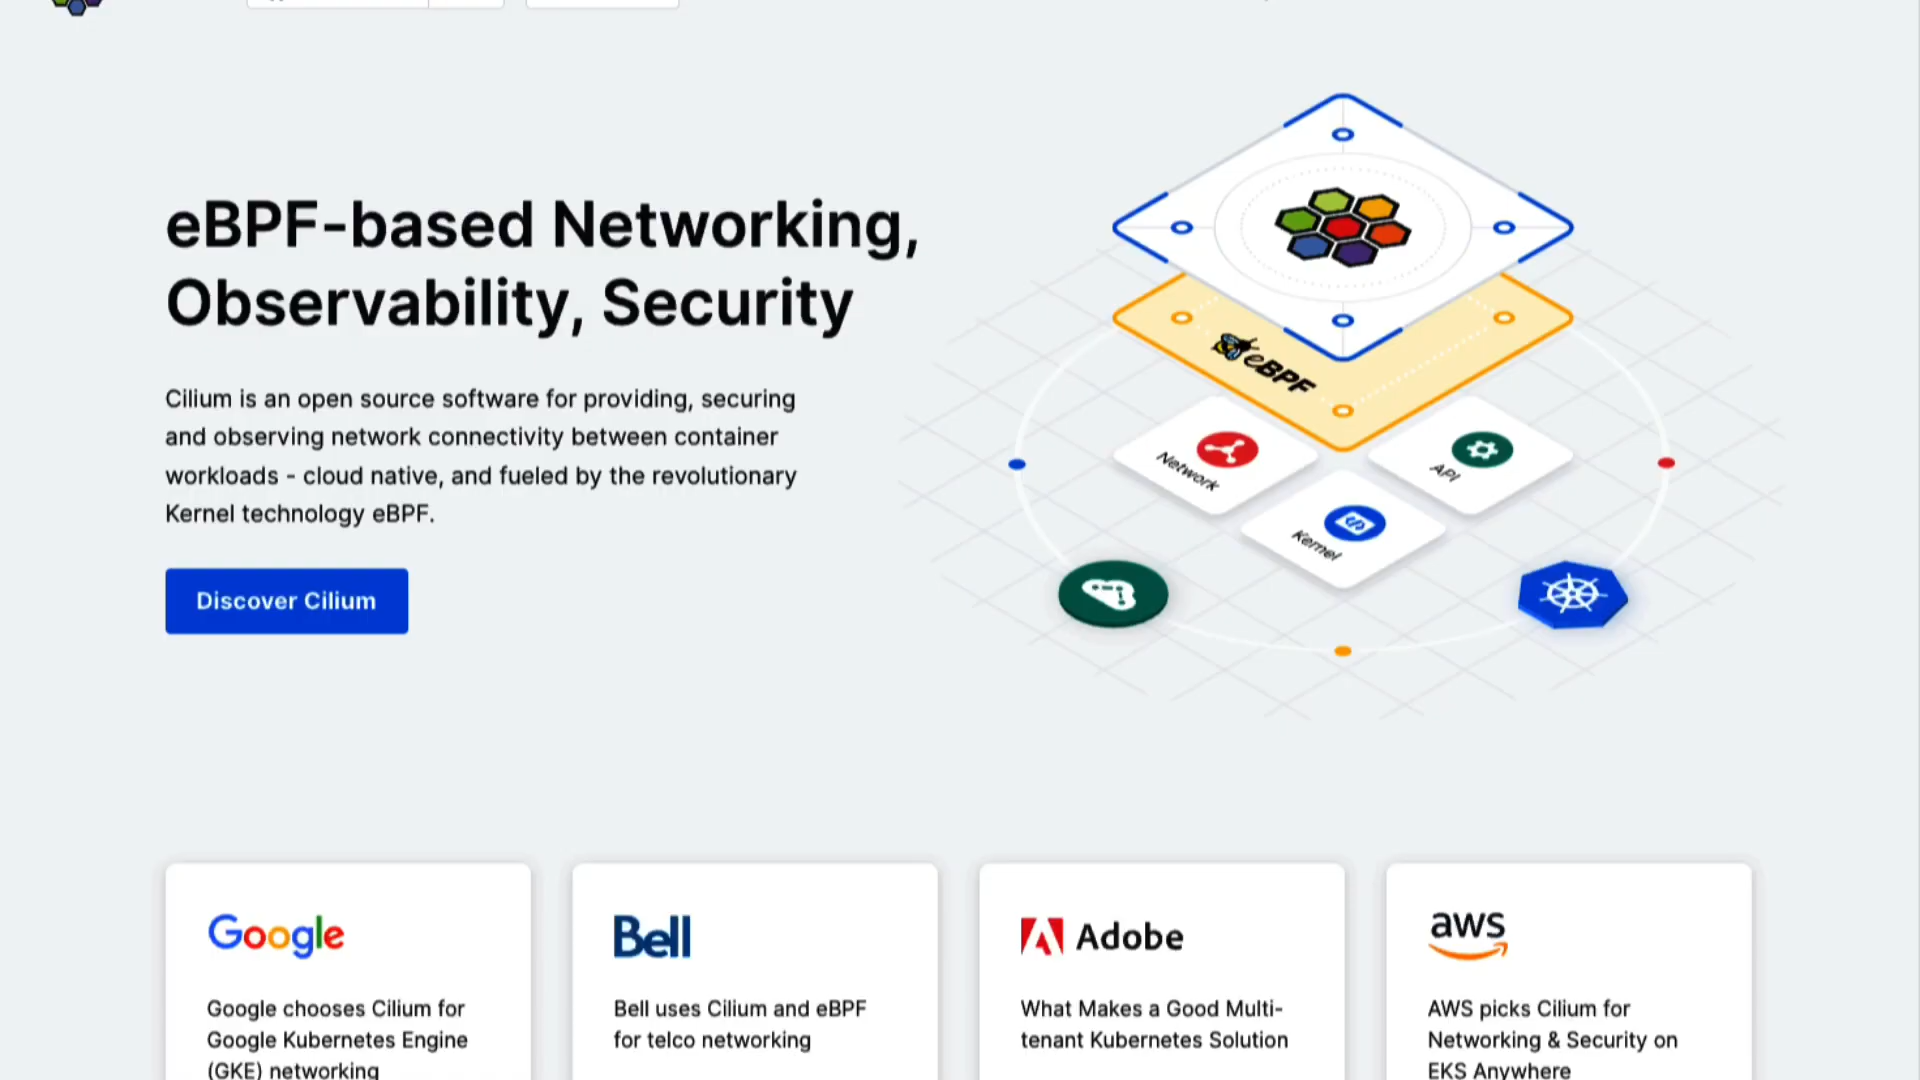 eBPF-based Networking,
Observability, Security
Cilium is an open source software for providing, securing
and observing network connectivity between container
workloads - cloud native, and fueled by the revolutionary
Kernel technology eBPF.
Discover Cilium
eBPF
Network
API
Kernel
Google
Google chooses Cilium for
Google Kubernetes Engine
(GKE) networking
Bell
Bell uses Cilium and eBPF
for telco networking
Adobe
What Makes a Good Multi-
tenant Kubernetes Solution
aws
AWS picks Cilium for
Networking & Security on
EKS Anywhere